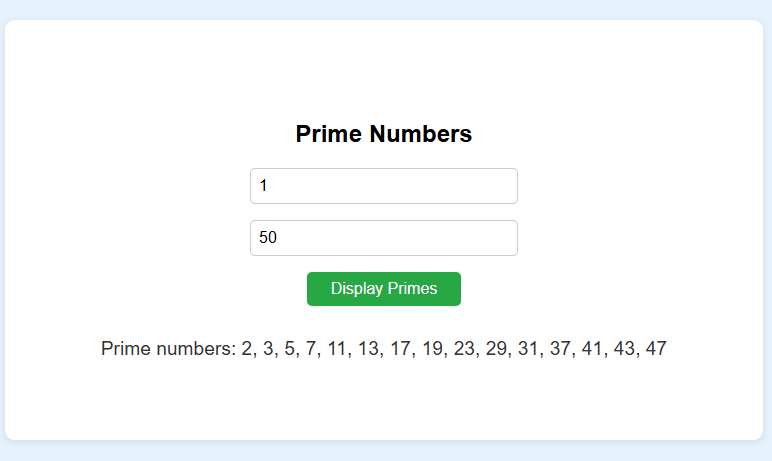 Prime Numbers
1
50
Display Primes
Prime numbers: 2, 3, 5, 7, 11, 13, 17, 19, 23, 29, 31, 37, 41, 43, 47